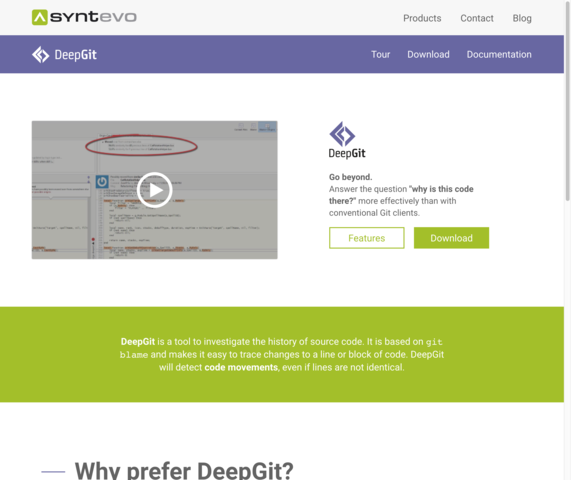 syntevo
Products Contact Blog
DeepGit
Tour Download Documentation
DeepGit
Go beyond.
Answer the question "why is this code
there?" more effectively than with
conventional Git clients.
Features Download
DeepGit is a tool to investigate the history of source code. It is based on git
blame and makes it easy to trace changes to a line or block of code. DeepGit
will detect code movements, even if lines are not identical.
Why prefer DeepGit?